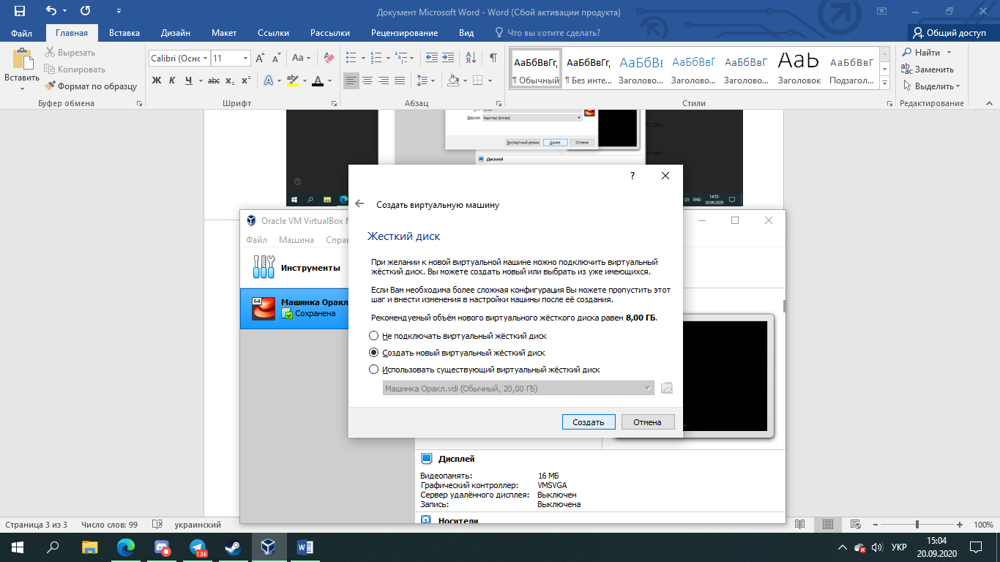 Документ Microsoft Word - Word (Сбой активации продукта)
Файл Главная Вставка Дизайн Макет Ссылки Рассылки Рецензирование Вид Что вы хотите сделать? Общий доступ
Вставить
Вырезать
Копировать
Формат по образцу
Буфер обмена
Calibri (Оснс 11
Ж К Ч abc x₂ x²
Шрифт
Абзац
АаБбВвГг, АаБбВвГг, АаБбВв АаБбВвГ АаБбВвГ АаБ АаБбВвГ
¶ Обычный ¶ Без инте... Заголово... Заголово... Заголово... Заголовок Подзагол...
Стили
Найти
Заменить
Выделить
Редактирование
Версия: Red Hat (64-bit)
Экспертный режим Далее Отмена
Дисплей
ENG 14:55
20.09.2020
Oracle VM VirtualBox
Файл Машина Спра
Инструменты
64 Машинка Оракл
Сохранена
? 
Создать виртуальную машину
Жесткий диск
При желании к новой виртуальной машине можно подключить виртуальный
жёсткий диск. Вы можете создать новый или выбрать из уже имеющихся.
Если Вам необходима более сложная конфигурация Вы можете пропустить этот
шаг и внести изменения в настройки машины после её создания.
Рекомендуемый объём нового виртуального жёсткого диска равен 8,00 ГБ.
Не подключать виртуальный жёсткий диск
Создать новый виртуальный жёсткий диск
Использовать существующий виртуальный жёсткий диск
Машинка Оракл.vdi (Обычный, 20,00 ГБ)
Создать Отмена
Дисплей
Видеопамять: 16 МБ
Графический контроллер: VMSVGA
Сервер удалённого дисплея: Выключен
Запись: Выключена
Носители
Страница 3 из 3 Число слов: 99 украинский 100%
136
УКР 15:04
20.09.2020